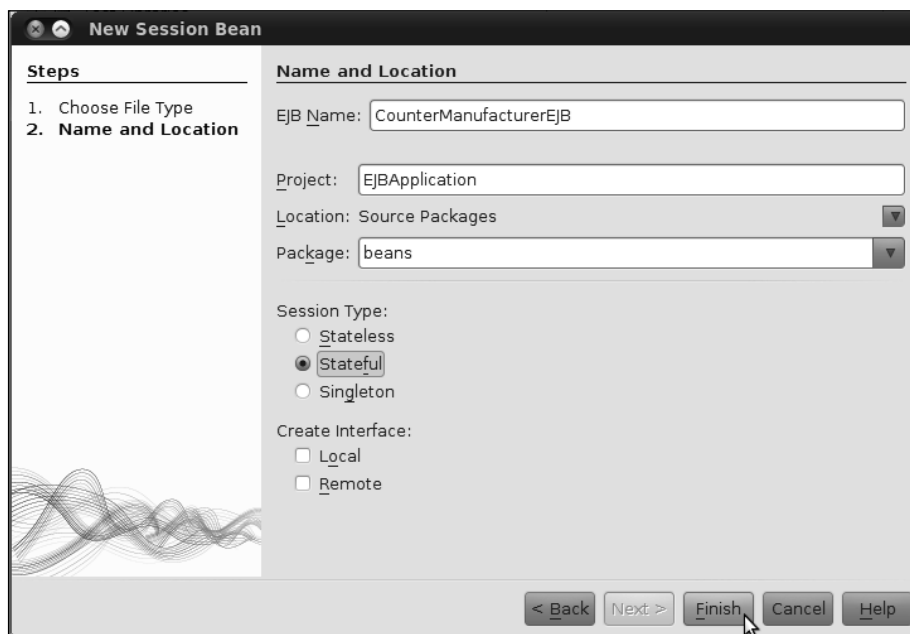 New Session Bean
Steps
1. Choose File Type
2. Name and Location
Name and Location
EJB Name: CounterManufacturerEJB
Project: EJBApplication
Location: Source Packages
Package: beans
Session Type:
Stateless
Stateful
Singleton
Create Interface:
Local
Remote
< Back Next > Finish Cancel Help